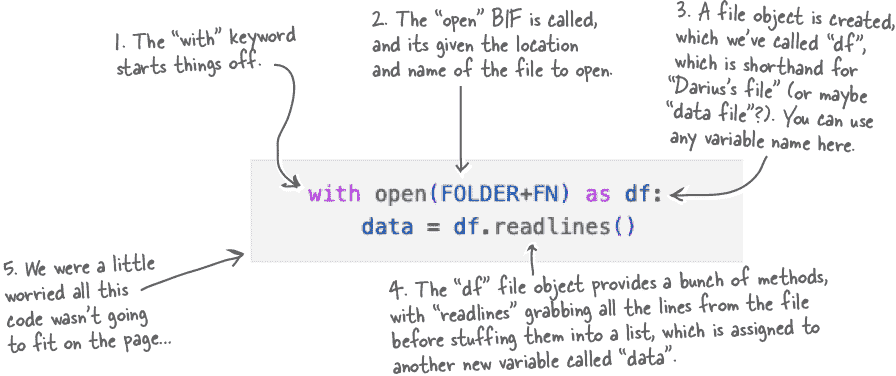 1. The “with” keyword
starts things off.
2. The “open” BIF is called,
and its given the location
and name of the file to open.
3. A file object is created,
which we’ve called “df”,
which is shorthand for
“Darius’s file” (or maybe
“data file”?). You can use
any variable name here.
with open(FOLDER+FN) as df:
data = df.readlines()
4. The “df” file object provides a bunch of methods,
with “readlines” grabbing all the lines from the file
before stuffing them into a list, which is assigned to
another new variable called “data”.
5. We were a little
worried all this
code wasn’t going
to fit on the page...